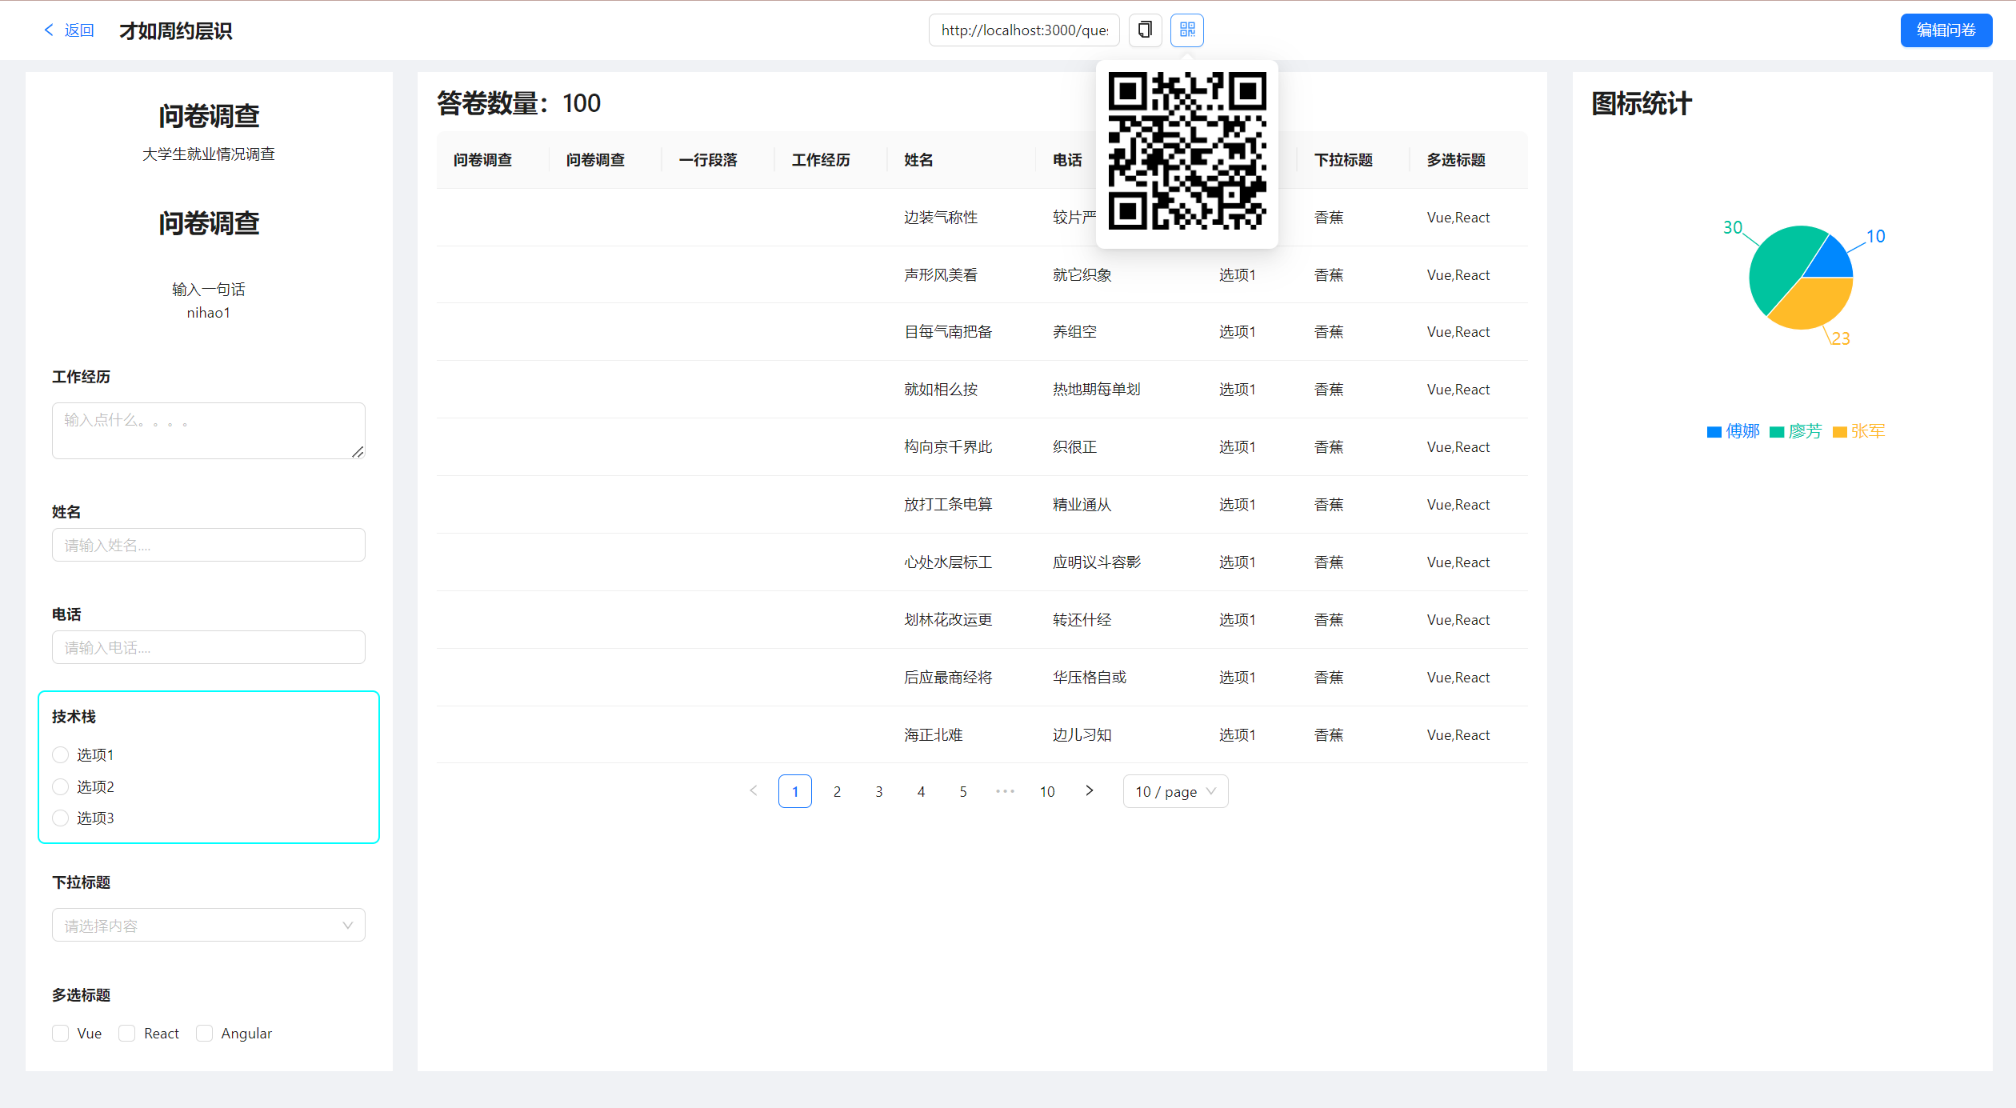 返回 才如周约层识 http://localhost:3000/que: 编辑问卷
问卷调查
大学生就业情况调查
问卷调查
输入一句话
nihao1
工作经历
输入点什么。。。。
姓名
请输入姓名....
电话
请输入电话....
技术栈
选项1
选项2
选项3
下拉标题
请选择内容
多选标题
Vue React Angular
答卷数量：100
问卷调查 问卷调查 一行段落 工作经历 姓名 电话 下拉标题 多选标题
边装气称性 较片严 香蕉 Vue,React
声形风美看 就它织象 选项1 香蕉 Vue,React
目每气南把备 养组空 选项1 香蕉 Vue,React
就如相么按 热地期每单划 选项1 香蕉 Vue,React
构向京千界此 织很正 选项1 香蕉 Vue,React
放打工条电算 精业通从 选项1 香蕉 Vue,React
心处水层标工 应明议斗容影 选项1 香蕉 Vue,React
划林花改运更 转还什经 选项1 香蕉 Vue,React
后应最商经将 华压格自或 选项1 香蕉 Vue,React
海正北难 边儿习知 选项1 香蕉 Vue,React
1 2 3 4 5 ••• 10 10 / page
图标统计
30
10
23
傅娜 廖芳 张军